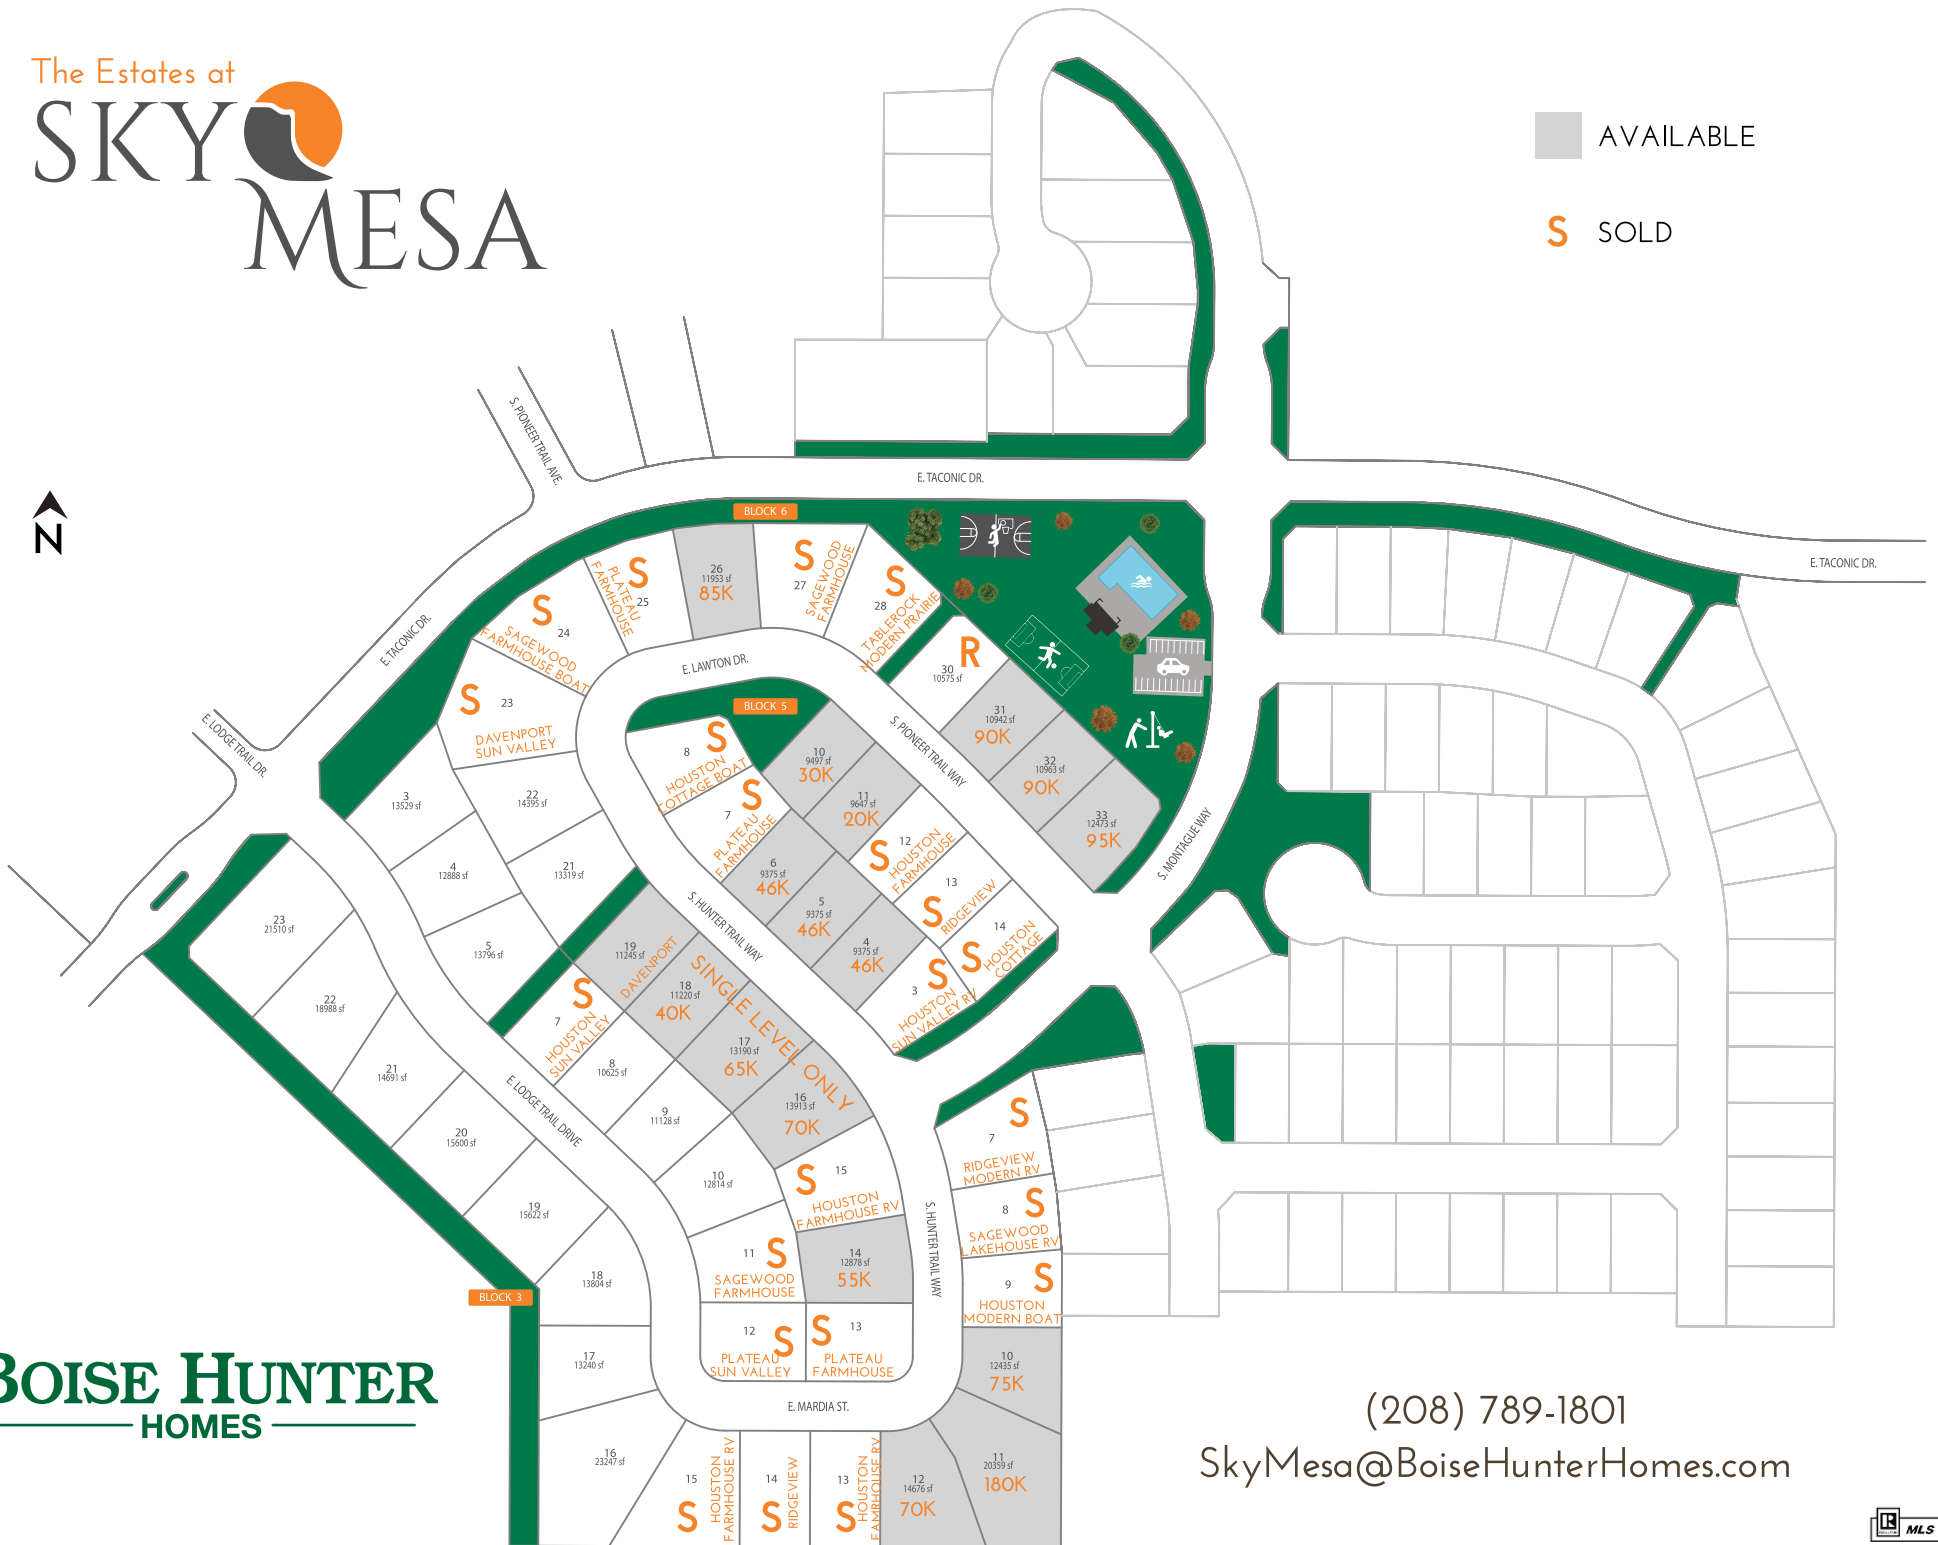 The Estates at
SKY
MESA
AVAILABLE
S SOLD
N
S. PIONEER TRAIL AVE.
E. TACONIC DR.
E. TACONIC DR.
E. TACONIC DR.
E. LODGE TRAIL DR.
BLOCK 6
23
S
DAVENPORT
SUN VALLEY
24
S
SAGEWOOD
FARMHOUSE BOAT
25
S
PLATEAU
FARMHOUSE
26
11953 sf
85K
27
S
SAGEWOOD
FARMHOUSE
28
S
TABLEROCK
MODERN PRAIRIE
30
10575 sf
R
31
10942 sf
90K
32
10963 sf
90K
33
12473 sf
95K
E. LAWTON DR.
S. PIONEER TRAIL WAY
S. MONTAGUE WAY
BLOCK 5
8
S
HOUSTON
COTTAGE BOAT
7
S
PLATEAU
FARMHOUSE
6
9375 sf
46K
5
9375 sf
46K
4
9375 sf
46K
3
S
HOUSTON
SUN VALLEY RV
10
9497 sf
30K
11
9647 sf
20K
12
S
HOUSTON
FARMHOUSE
13
S
RIDGEVIEW
14
S
HOUSTON
COTTAGE
S. HUNTER TRAIL WAY
3
13529 sf
4
12888 sf
5
13796 sf
22
14395 sf
21
13319 sf
19
11245 sf
DAVENPORT
SINGLE LEVEL ONLY
18
11220 sf
40K
17
13190 sf
65K
16
13913 sf
70K
7
S
HOUSTON
SUN VALLEY
8
10625 sf
9
11128 sf
10
12814 sf
15
S
HOUSTON
FARMHOUSE RV
11
S
SAGEWOOD
FARMHOUSE
14
12878 sf
55K
12
S
PLATEAU
SUN VALLEY
13
S
PLATEAU
FARMHOUSE
E. LODGE TRAIL DRIVE
S. HUNTER TRAIL WAY
E. MARDIA ST.
BLOCK 3
23
21510 sf
22
18988 sf
21
14691 sf
20
15600 sf
19
15622 sf
18
13804 sf
17
13240 sf
16
23247 sf
15
S
HOUSTON
FARMHOUSE RV
14
S
RIDGEVIEW
13
S
HOUSTON
FAMRHOUSE RV
12
14676 sf
70K
11
20359 sf
180K
10
12435 sf
75K
9
S
HOUSTON
MODERN BOAT
8
S
SAGEWOOD
LAKEHOUSE RV
7
S
RIDGEVIEW
MODERN RV
BOISE HUNTER
HOMES
(208) 789-1801
SkyMesa@BoiseHunterHomes.com
MLS